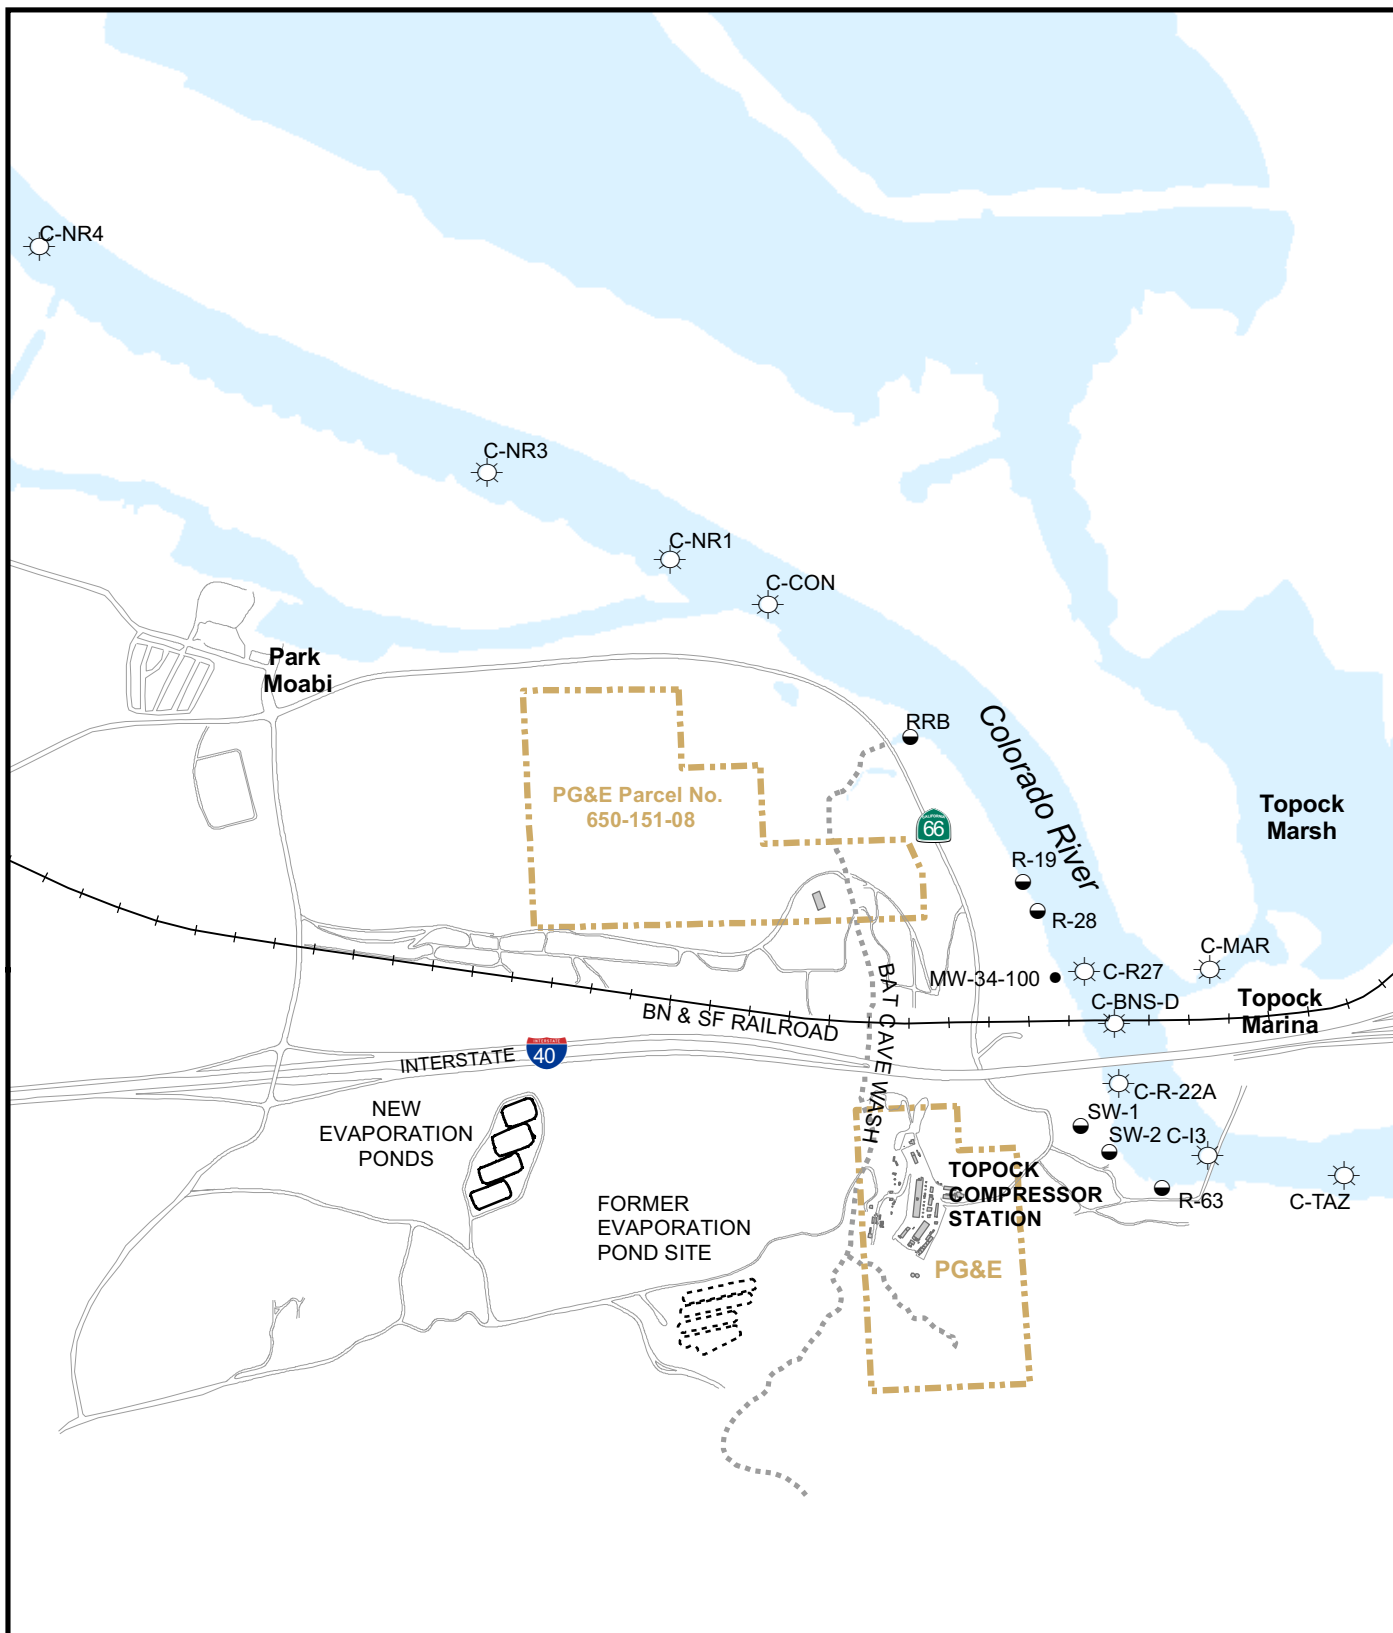 C-NR4
C-NR3
C-NR1
C-CON
Park
Moabi
RRB
Colorado River
PG&E Parcel No.
650-151-08
CALIFORNIA
66
Topock
Marsh
R-19
R-28
C-MAR
MW-34-100
C-R27
C-BNS-D
Topock
Marina
BAT CAVE WASH
BN & SF RAILROAD
INTERSTATE
INTERSTATE
40
C-R-22A
NEW
EVAPORATION
PONDS
SW-1
SW-2
C-I3
TOPOCK
COMPRESSOR
STATION
R-63
C-TAZ
FORMER
EVAPORATION
POND SITE
PG&E